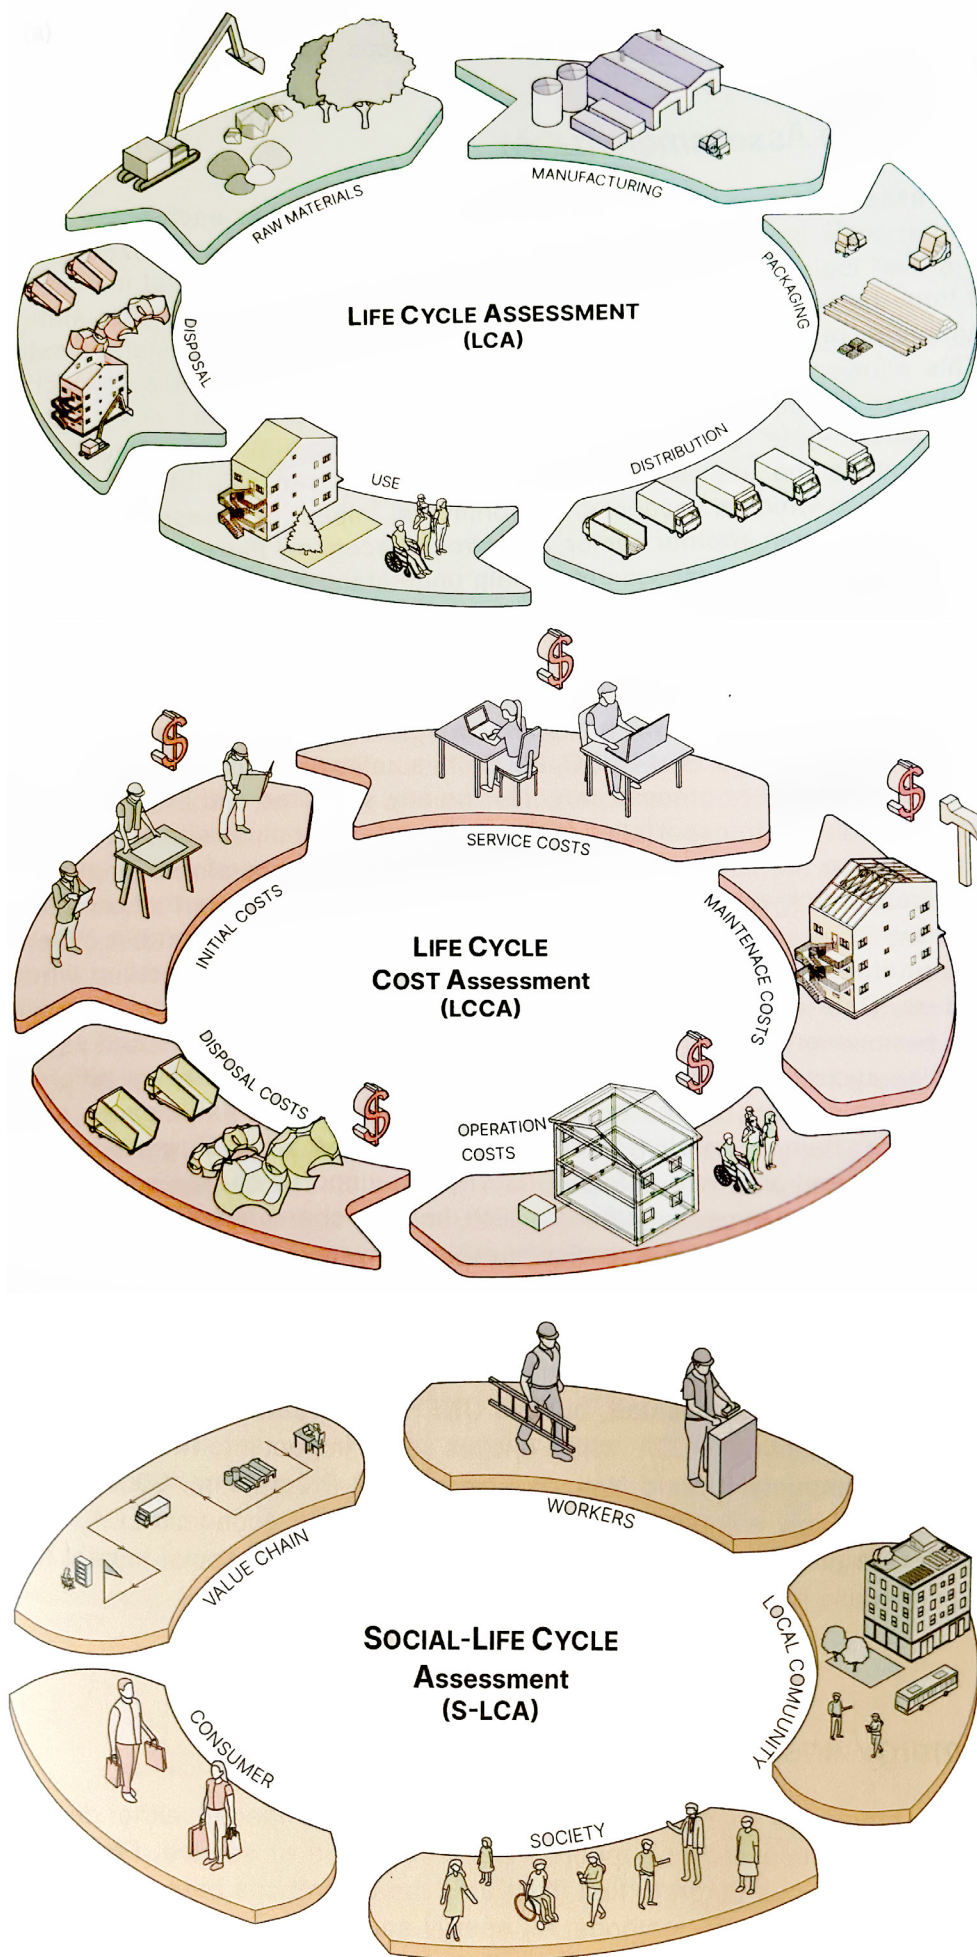 RAW MATERIALS
MANUFACTURING
PACKAGING
DISPOSAL
LIFE CYCLE ASSESSMENT
(LCA)
USE
DISTRIBUTION
$
$
$
SERVICE COSTS
INITIAL COSTS
MAINTENACE COSTS
LIFE CYCLE
COST Assessment
(LCCA)
DISPOSAL COSTS
$
$
OPERATION
COSTS
WORKERS
VALUE CHAIN
LOCAL COMUNITY
SOCIAL-LIFE CYCLE
Assessment
(S-LCA)
CONSUMER
SOCIETY